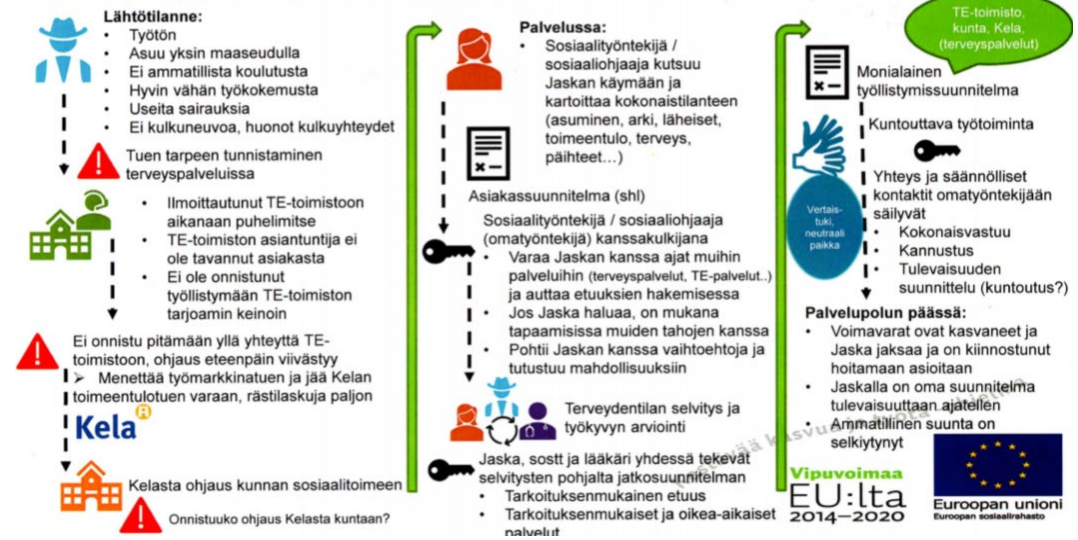 Lähtötilanne:
• Työtön
• Asuu yksin maaseudulla
• Ei ammatillista koulutusta
• Hyvin vähän työkokemusta
• Useita sairauksia
• Ei kulkuneuvoa, huonot kulkuyhteydet
Tuen tarpeen tunnistaminen
terveyspalveluissa
• Ilmoittautunut TE-toimistoon
aikanaan puhelimitse
• TE-toimiston asiantuntija ei
ole tavannut asiakasta
• Ei ole onnistunut
työllistymään TE-toimiston
tarjoamin keinoin
Ei onnistu pitämään yllä yhteyttä TE-
toimistoon, ohjaus eteenpäin viivästyy
➢ Menettää työmarkkinatuen ja jää Kelan
toimeentulotuen varaan, rästilaskuja paljon
Kela
Kelasta ohjaus kunnan sosiaalitoimeen
Onnistuuko ohjaus Kelasta kuntaan?
Palvelussa:
• Sosiaalityöntekijä /
sosiaaliohjaaja kutsuu
Jaskan käymään ja
kartoittaa kokonaistilanteen
(asuminen, arki, läheiset,
toimeentulo, terveys,
päihteet…)
Asiakassuunnitelma (shl)
Sosiaalityöntekijä / sosiaaliohjaaja
(omatyöntekijä) kanssakulkijana
• Varaa Jaskan kanssa ajat muihin
palveluihin (terveyspalvelut, TE-palvelut..)
ja auttaa etuuksien hakemisessa
• Jos Jaska haluaa, on mukana
tapaamisissa muiden tahojen kanssa
• Pohtii Jaskan kanssa vaihtoehtoja ja
tutustuu mahdollisuuksiin
Terveydentilan selvitys ja
työkyvyn arviointi
Jaska, sostt ja lääkäri yhdessä tekevät
selvitysten pohjalta jatkosuunnitelman
• Tarkoituksenmukainen etuus
• Tarkoituksenmukaiset ja oikea-aikaiset
palvelut
TE-toimisto,
kunta, Kela,
(terveyspalvelut)
Monialainen
työllistymissuunnitelma
Kuntouttava työtoiminta
Vertais-
tuki,
neutraali
paikka
Yhteys ja säännölliset
kontaktit omatyöntekijään
säilyvät
• Kokonaisvastuu
• Kannustus
• Tulevaisuuden
suunnittelu (kuntoutus?)
Palvelupolun päässä:
• Voimavarat ovat kasvaneet ja
Jaska jaksaa ja on kiinnostunut
hoitamaan asioitaan
• Jaskalla on oma suunnitelma
tulevaisuuttaan ajatellen
• Ammatillinen suunta on
selkiytynyt
kasvua ja
Vipuvoimaa
EU:lta
2014–2020
Euroopan unioni
Euroopan sosiaalirahasto